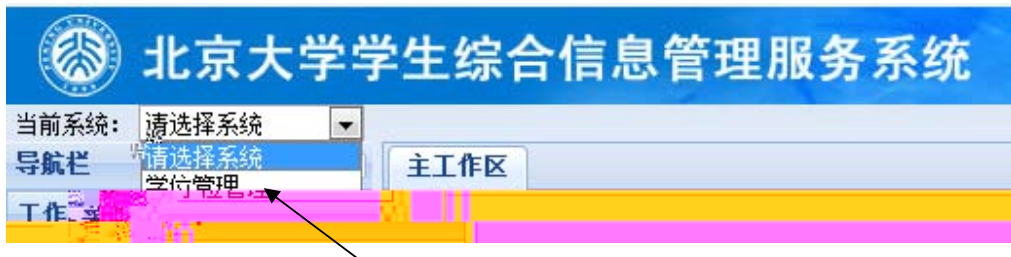 北京大学学生综合信息管理服务系统
当前系统： 请选择系统
导航栏 请选择系统 主工作区
学位管理
工作